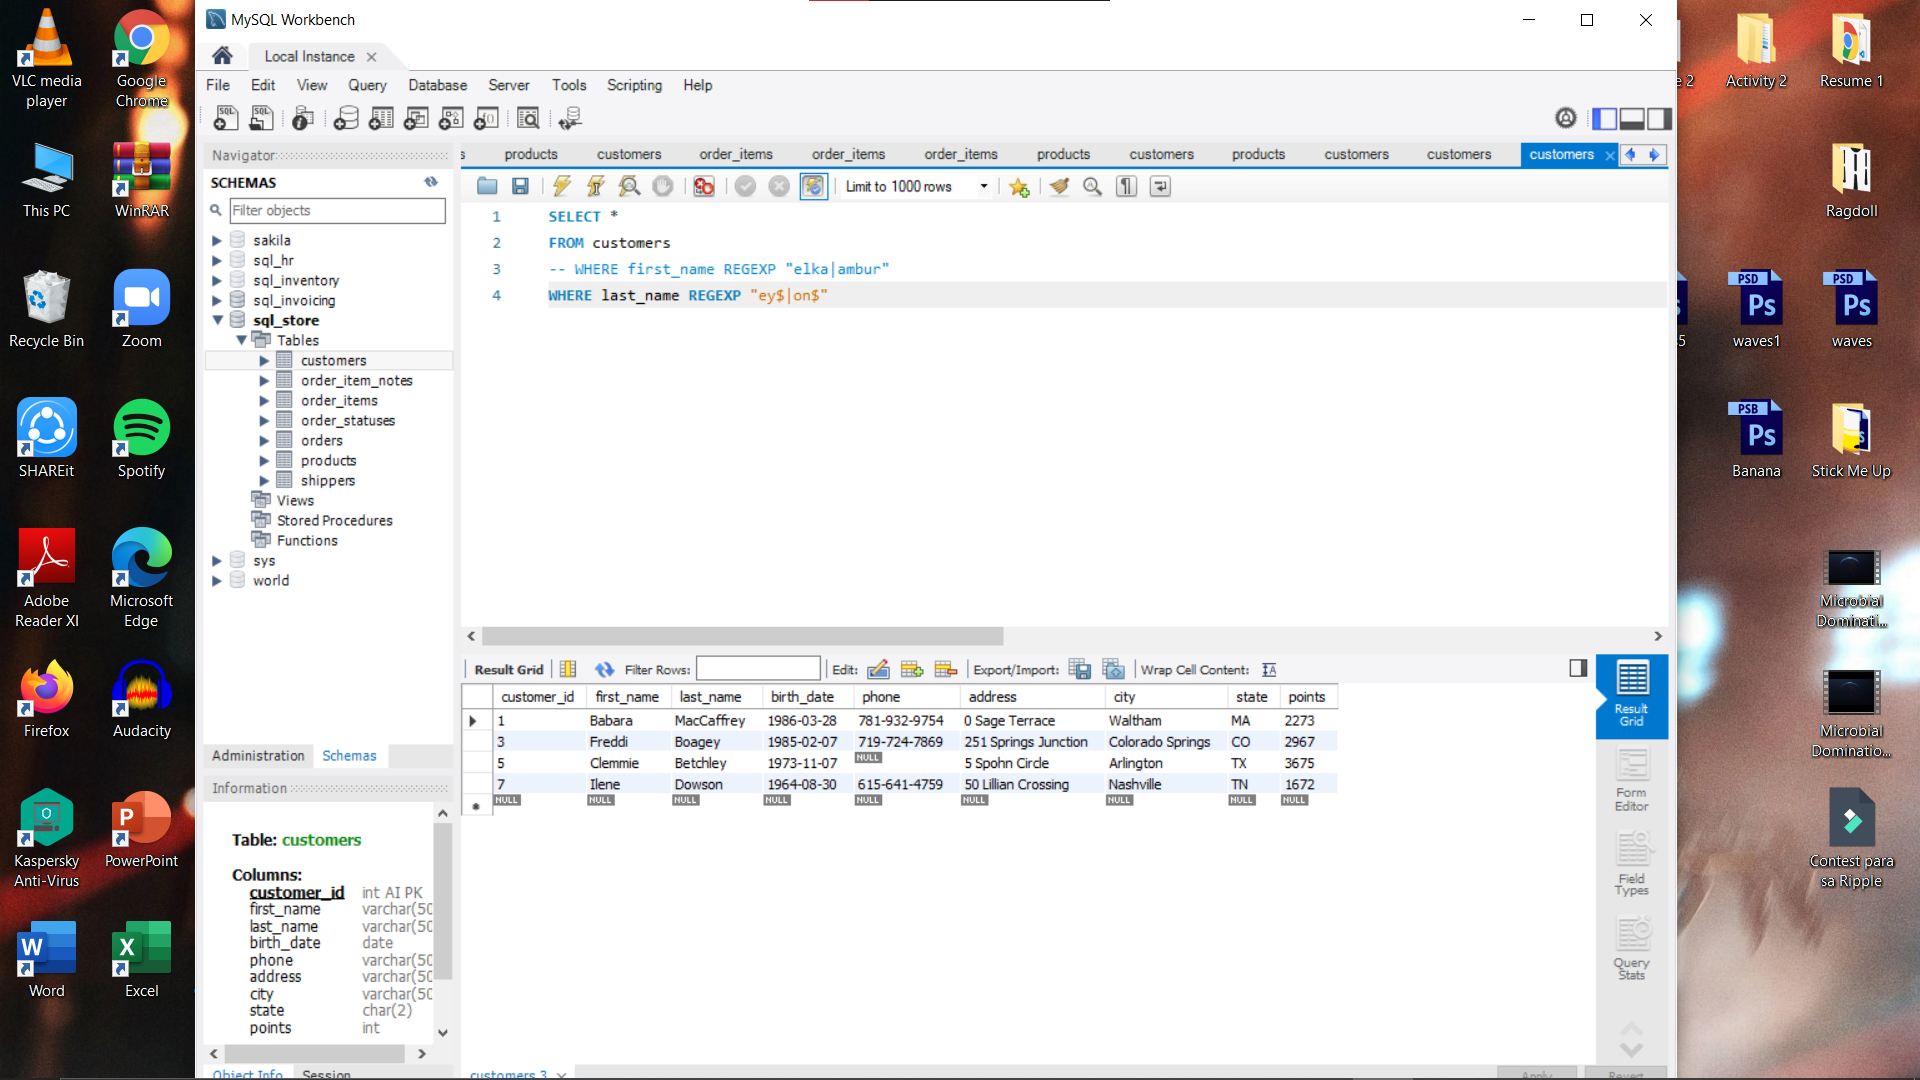 VLC media
player
Google
Chrome
This PC
WinRAR
Recycle Bin
Zoom
SHAREit
Spotify
Adobe
Reader XI
Microsoft
Edge
Firefox
Audacity
Kaspersky
Anti-Virus
PowerPoint
Word
Excel
MySQL Workbench
Local Instance
File Edit View Query Database Server Tools Scripting Help
Navigator
SCHEMAS
Filter objects
sakila
sql_hr
sql_inventory
sql_invoicing
sql_store
Tables
customers
order_item_notes
order_items
order_statuses
orders
products
shippers
Views
Stored Procedures
Functions
sys
world
Administration Schemas
Information
Table: customers
Columns:
customer_id int AI PK
first_name varchar(50
last_name varchar(50
birth_date date
phone varchar(50
address varchar(50
city varchar(50
state char(2)
points int
Object Info Session
s products customers order_items order_items order_items products customers products customers customers customers
Limit to 1000 rows
1 SELECT *
2 FROM customers
3 -- WHERE first_name REGEXP "elka|ambur"
4 WHERE last_name REGEXP "ey$|on$"
Result Grid Filter Rows: Edit: Export/Import: Wrap Cell Content:
customer_id first_name last_name birth_date phone address city state points
1 Babara MacCaffrey 1986-03-28 781-932-9754 0 Sage Terrace Waltham MA 2273
3 Freddi Boagey 1985-02-07 719-724-7869 251 Springs Junction Colorado Springs CO 2967
5 Clemmie Betchley 1973-11-07 NULL 5 Spohn Circle Arlington TX 3675
7 Ilene Dowson 1964-08-30 615-641-4759 50 Lillian Crossing Nashville TN 1672
NULL NULL NULL NULL NULL NULL NULL NULL NULL
Result
Grid
Form
Editor
Field
Types
Query
Stats
customers 3
Apply Revert
e 2
Activity 2
Resume 1
Ragdoll
5
PSD
Ps
waves1
PSD
Ps
waves
PSB
Ps
Banana
Stick Me Up
Microbial
Dominati...
Microbial
Dominatio...
Contest para
sa Ripple